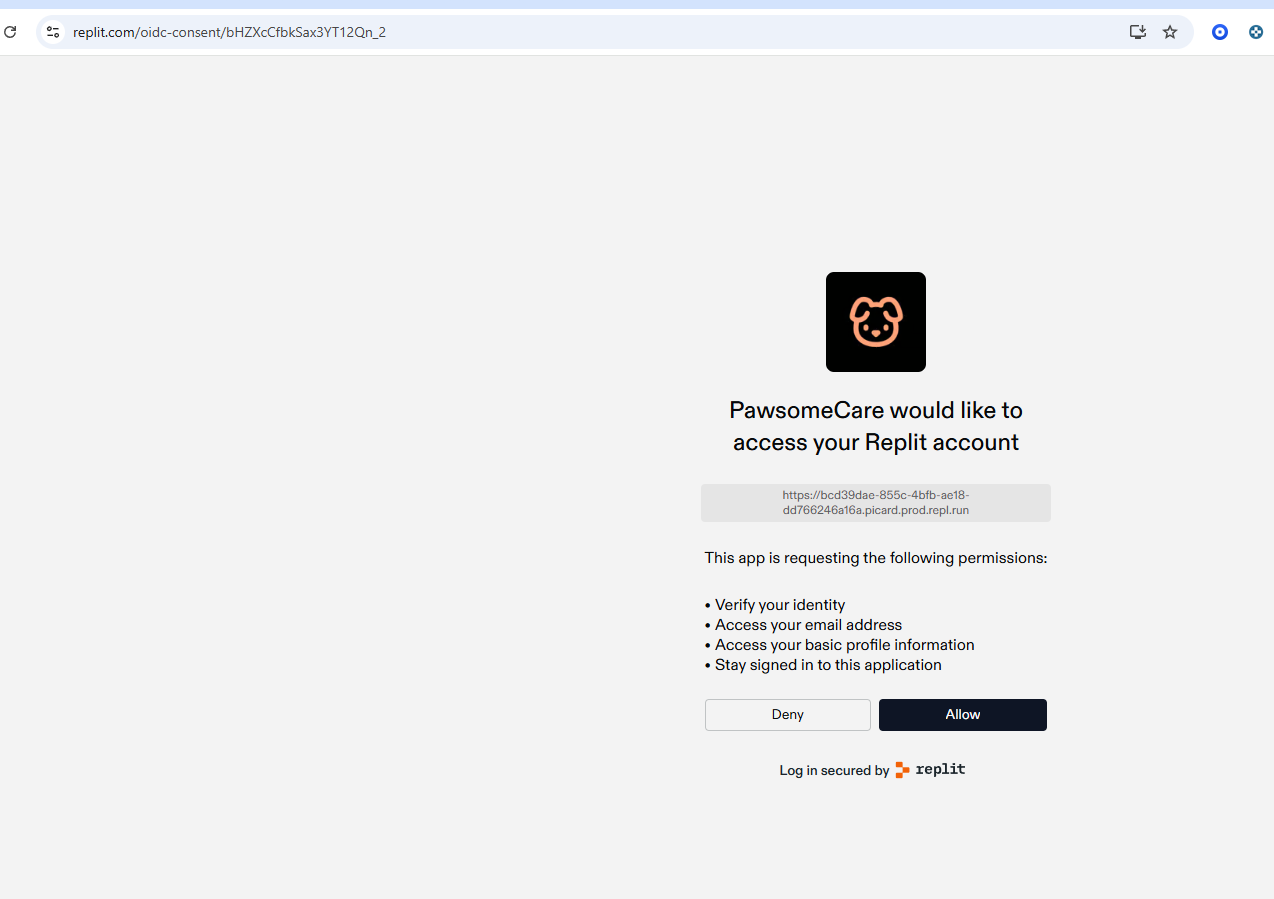 replit.com/oidc-consent/bHZXcCfbkSax3YT12Qn_2
PawsomeCare would like to
access your Replit account
https://bcd39dae-855c-4bfb-ae18-
dd766246a16a.picard.prod.repl.run
This app is requesting the following permissions:
• Verify your identity
• Access your email address
• Access your basic profile information
• Stay signed in to this application
Deny
Allow
Log in secured by replit